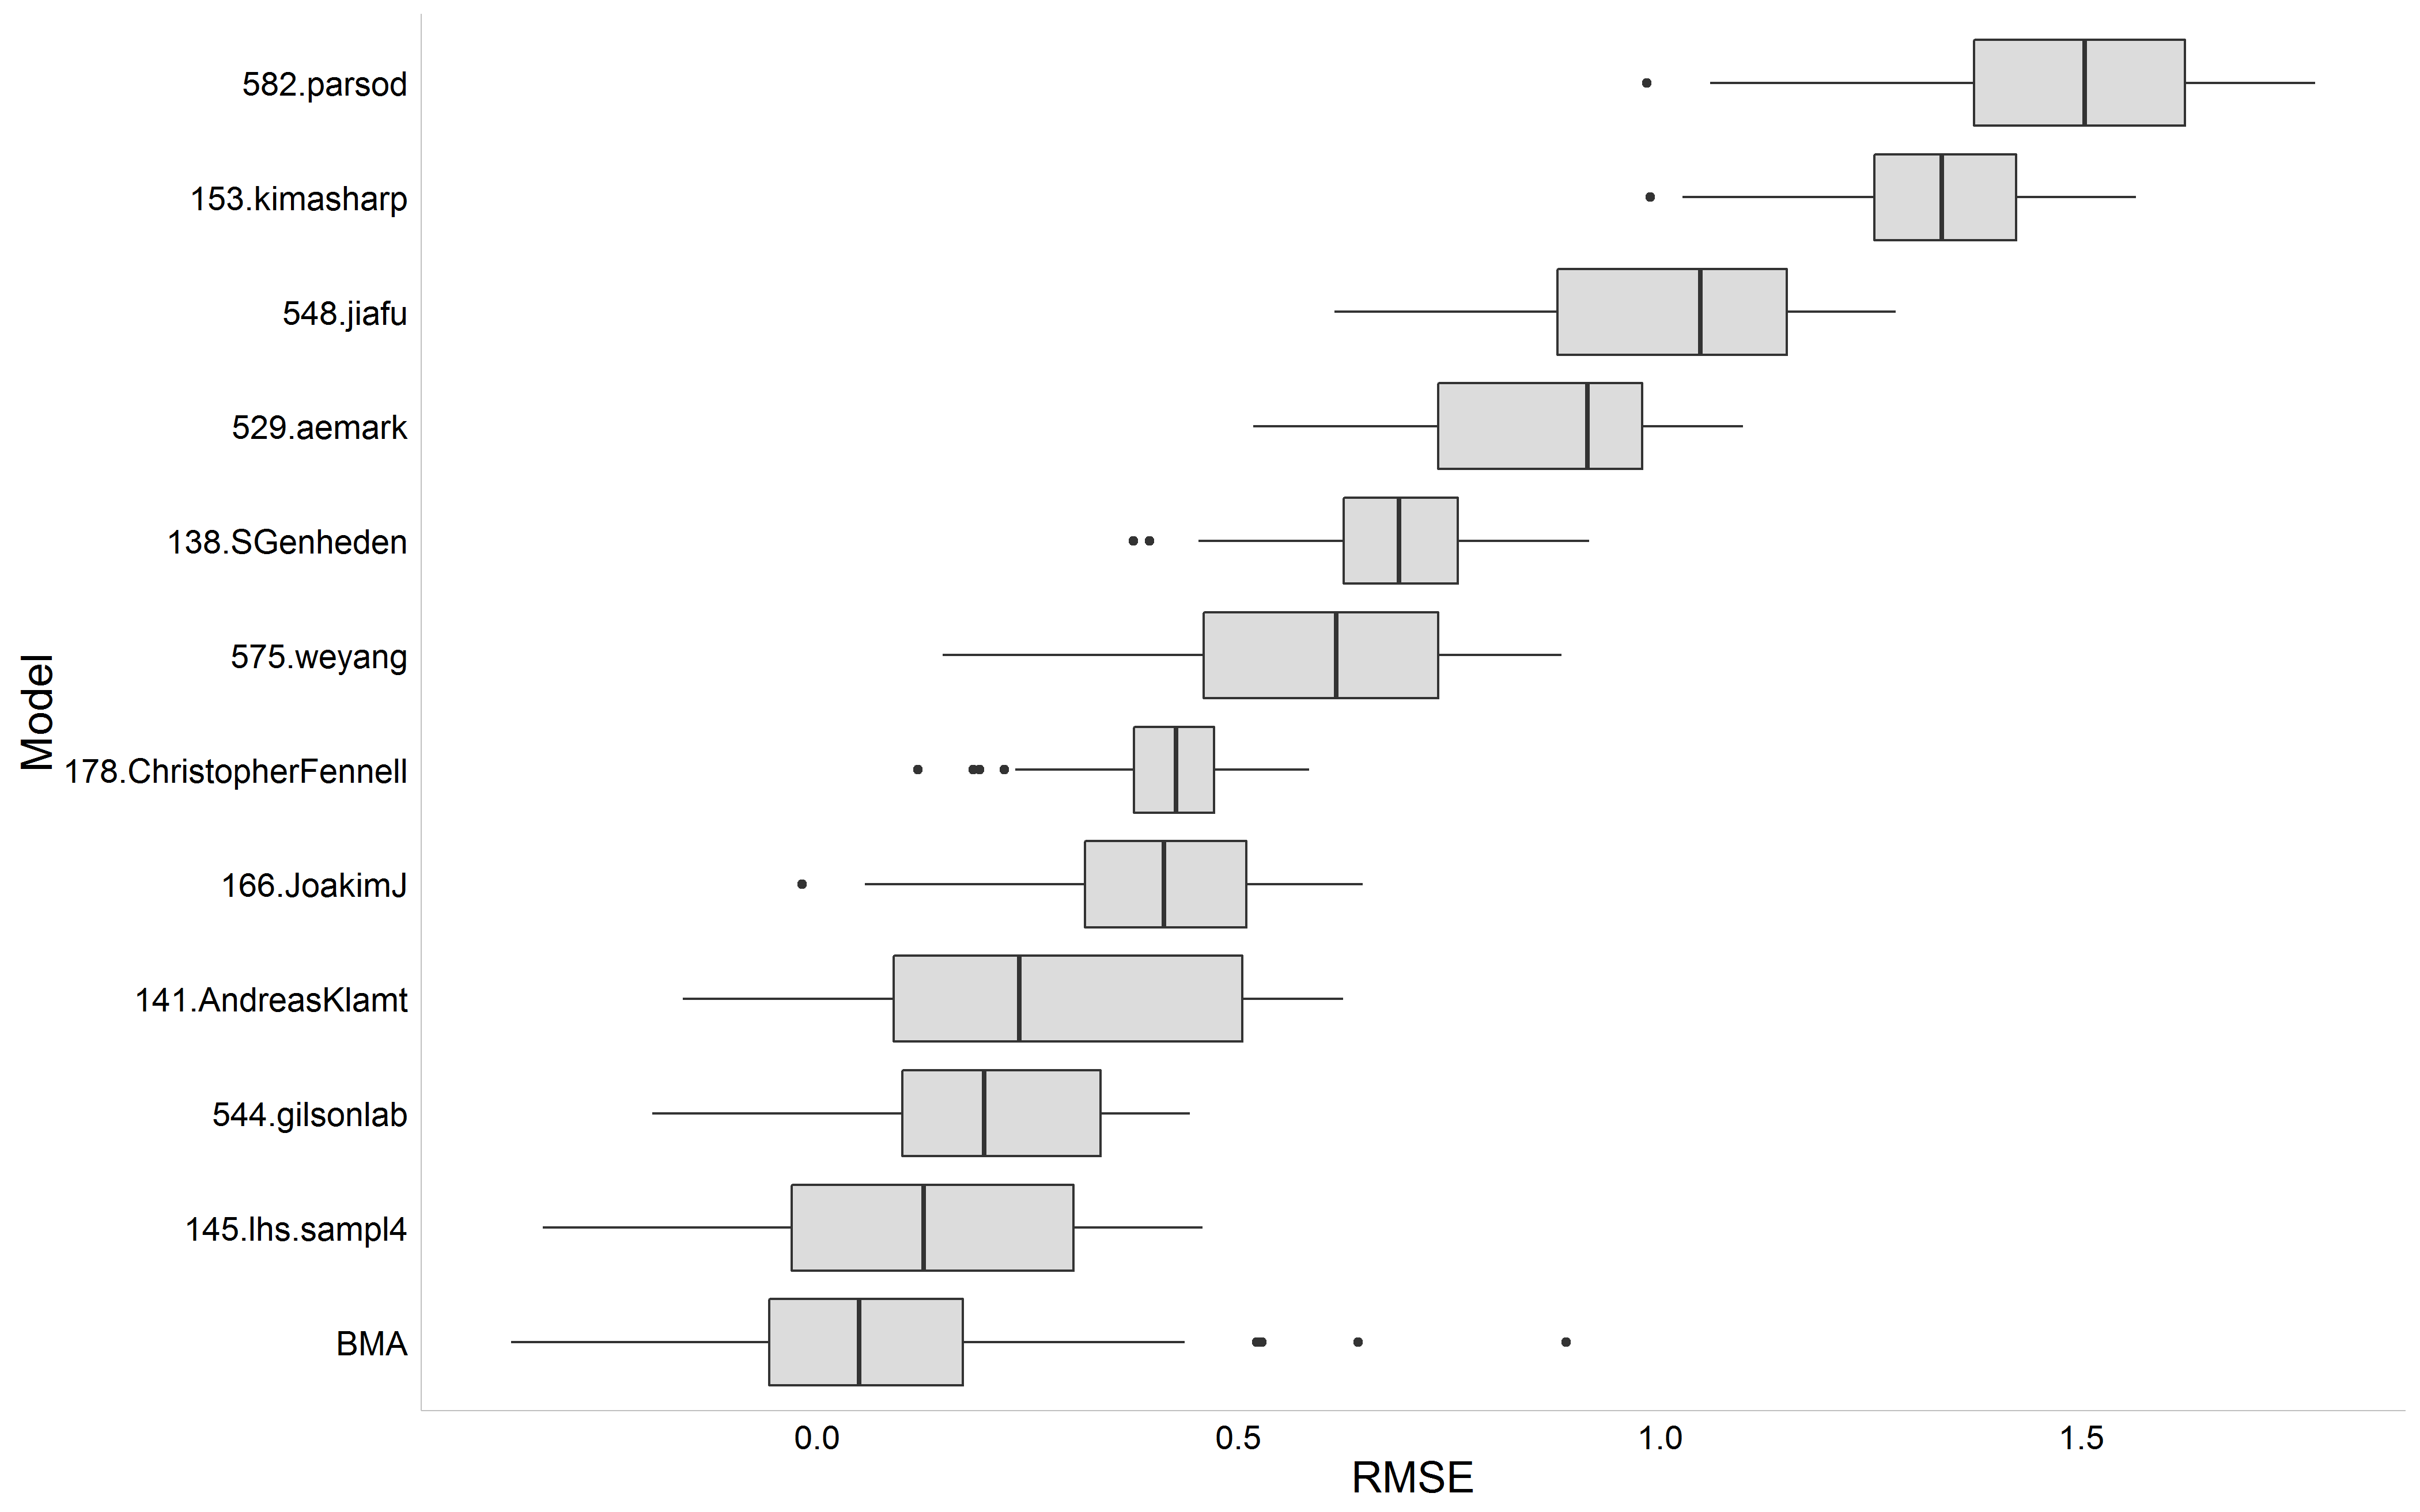 582.parsod
153.kimasharp
548.jiafu
529.aemark
138.SGenheden
575.weyang
Model
178.ChristopherFennell
166.JoakimJ
141.AndreasKlamt
544.gilsonlab
145.lhs.sampl4
BMA
0.0 0.5 1.0 1.5
RMSE